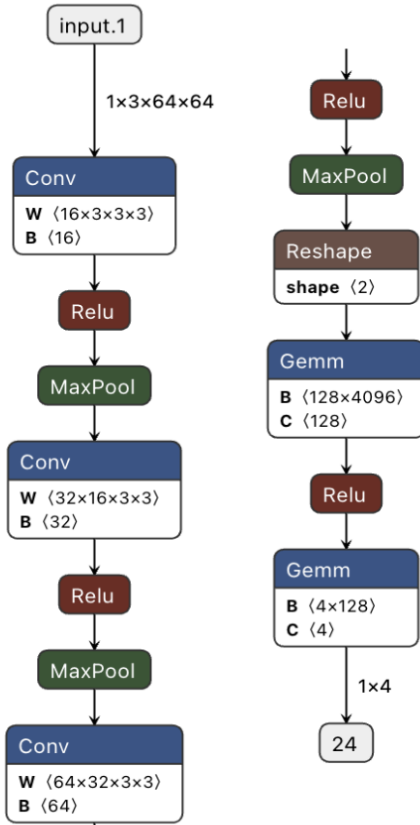 input.1
1×3×64×64
Conv
W ⟨16×3×3×3⟩
B ⟨16⟩
Relu
MaxPool
Conv
W ⟨32×16×3×3⟩
B ⟨32⟩
Relu
MaxPool
Conv
W ⟨64×32×3×3⟩
B ⟨64⟩
Relu
MaxPool
Reshape
shape ⟨2⟩
Gemm
B ⟨128×4096⟩
C ⟨128⟩
Relu
Gemm
B ⟨4×128⟩
C ⟨4⟩
1×4
24